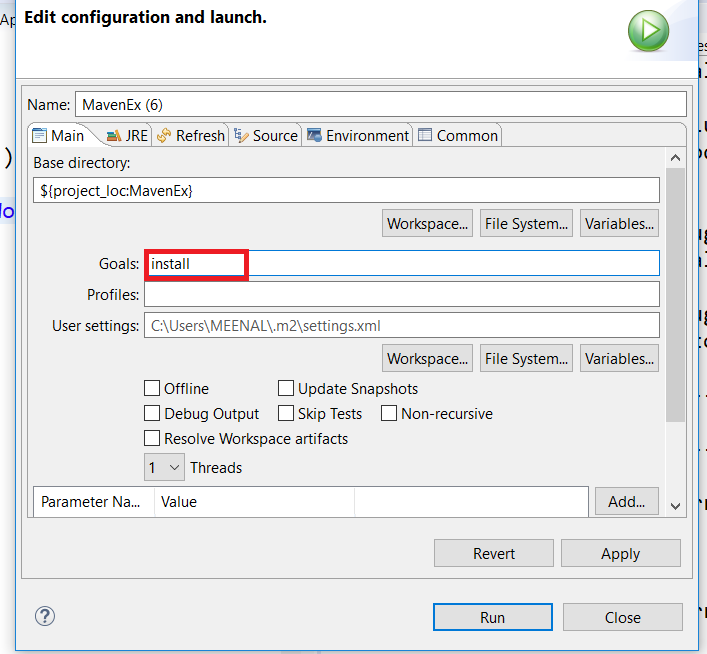 Edit configuration and launch.
Name: MavenEx (6)
Main JRE Refresh Source Environment Common
Base directory:
${project_loc:MavenEx}
Workspace... File System... Variables...
Goals: install
Profiles:
User settings: C:\Users\MEENAL\.m2\settings.xml
Workspace... File System... Variables...
Offline Update Snapshots
Debug Output Skip Tests Non-recursive
Resolve Workspace artifacts
1 Threads
Parameter Na... Value Add...
Revert Apply
? Run Close